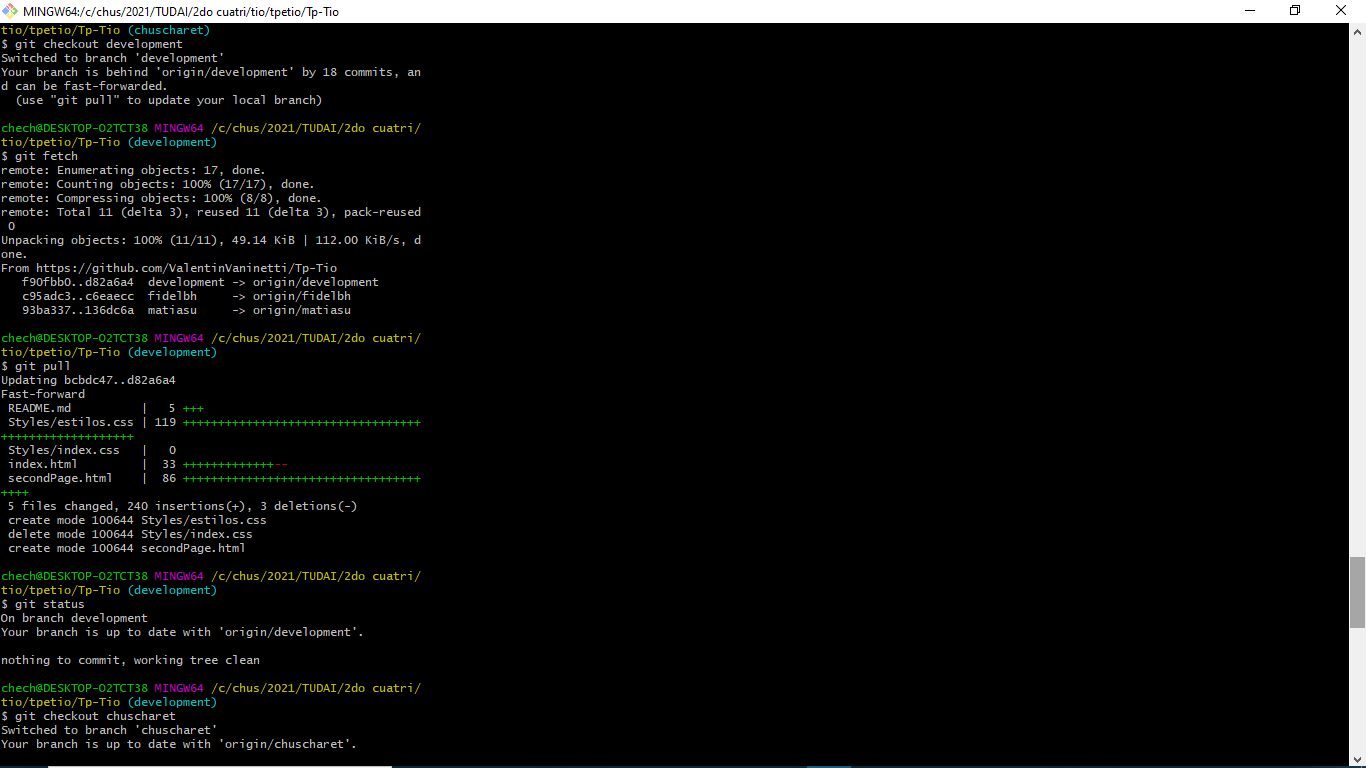 MINGW64:/c/chus/2021/TUDAI/2do cuatri/tio/tpetio/Tp-Tio
tio/tpetio/Tp-Tio (chuscharet)
$ git checkout development
Switched to branch 'development'
Your branch is behind 'origin/development' by 18 commits, an
d can be fast-forwarded.
  (use "git pull" to update your local branch)
chech@DESKTOP-O2TCT38 MINGW64 /c/chus/2021/TUDAI/2do cuatri/
tio/tpetio/Tp-Tio (development)
$ git fetch
remote: Enumerating objects: 17, done.
remote: Counting objects: 100% (17/17), done.
remote: Compressing objects: 100% (8/8), done.
remote: Total 11 (delta 3), reused 11 (delta 3), pack-reused
 0
Unpacking objects: 100% (11/11), 49.14 KiB | 112.00 KiB/s, d
one.
From https://github.com/ValentinVaninetti/Tp-Tio
   f90fbb0..d82a6a4  development -> origin/development
   c95adc3..c6eaecc  fidelbh     -> origin/fidelbh
   93ba337..136dc6a  matiasu     -> origin/matiasu
chech@DESKTOP-O2TCT38 MINGW64 /c/chus/2021/TUDAI/2do cuatri/
tio/tpetio/Tp-Tio (development)
$ git pull
Updating bcbdc47..d82a6a4
Fast-forward
 README.md          |   5 +++
 Styles/estilos.css | 119 ++++++++++++++++++++++++++++++++++
+++++++++++++++++++
 Styles/index.css   |   0
 index.html         |  33 +++++++++++++--
 secondPage.html    |  86 ++++++++++++++++++++++++++++++++++
++++
 5 files changed, 240 insertions(+), 3 deletions(-)
 create mode 100644 Styles/estilos.css
 delete mode 100644 Styles/index.css
 create mode 100644 secondPage.html
chech@DESKTOP-O2TCT38 MINGW64 /c/chus/2021/TUDAI/2do cuatri/
tio/tpetio/Tp-Tio (development)
$ git status
On branch development
Your branch is up to date with 'origin/development'.
nothing to commit, working tree clean
chech@DESKTOP-O2TCT38 MINGW64 /c/chus/2021/TUDAI/2do cuatri/
tio/tpetio/Tp-Tio (development)
$ git checkout chuscharet
Switched to branch 'chuscharet'
Your branch is up to date with 'origin/chuscharet'.